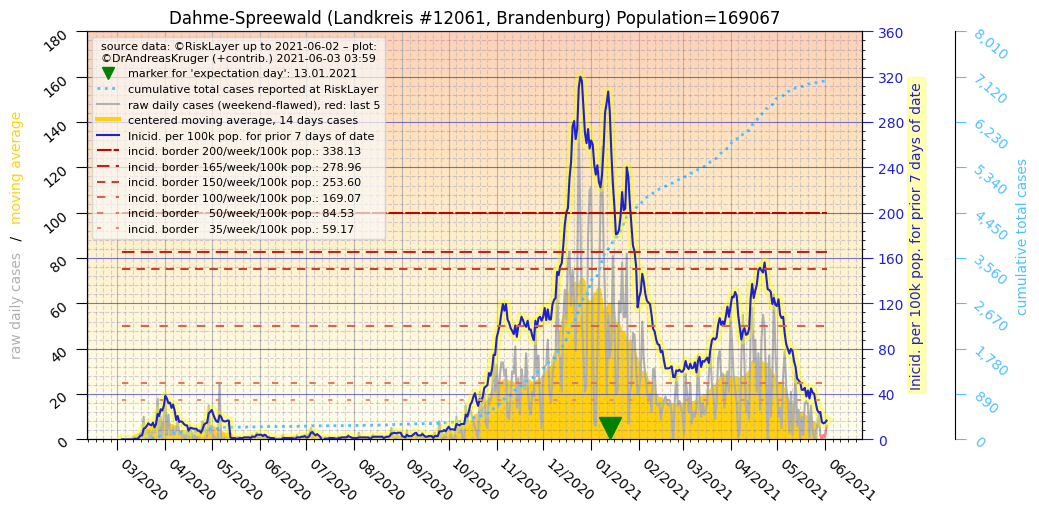 Dahme-Spreewald (Landkreis #12061, Brandenburg) Population=169067
source data: ©RiskLayer up to 2021-06-02 – plot:
©DrAndreasKruger (+contrib.) 2021-06-03 03:59
marker for 'expectation day': 13.01.2021
cumulative total cases reported at RiskLayer
raw daily cases (weekend-flawed), red: last 5
centered moving average, 14 days cases
Inicid. per 100k pop. for prior 7 days of date
incid. border 200/week/100k pop.: 338.13
incid. border 165/week/100k pop.: 278.96
incid. border 150/week/100k pop.: 253.60
incid. border 100/week/100k pop.: 169.07
incid. border   50/week/100k pop.: 84.53
incid. border   35/week/100k pop.: 59.17
raw daily cases   /   moving average
180
160
140
120
100
80
60
40
20
0
03/2020
04/2020
05/2020
06/2020
07/2020
08/2020
09/2020
10/2020
11/2020
12/2020
01/2021
02/2021
03/2021
04/2021
05/2021
06/2021
360
320
280
240
200
160
120
80
40
0
Inicid. per 100k pop. for prior 7 days of date
8,010
7,120
6,230
5,340
4,450
3,560
2,670
1,780
890
0
cumulative total cases